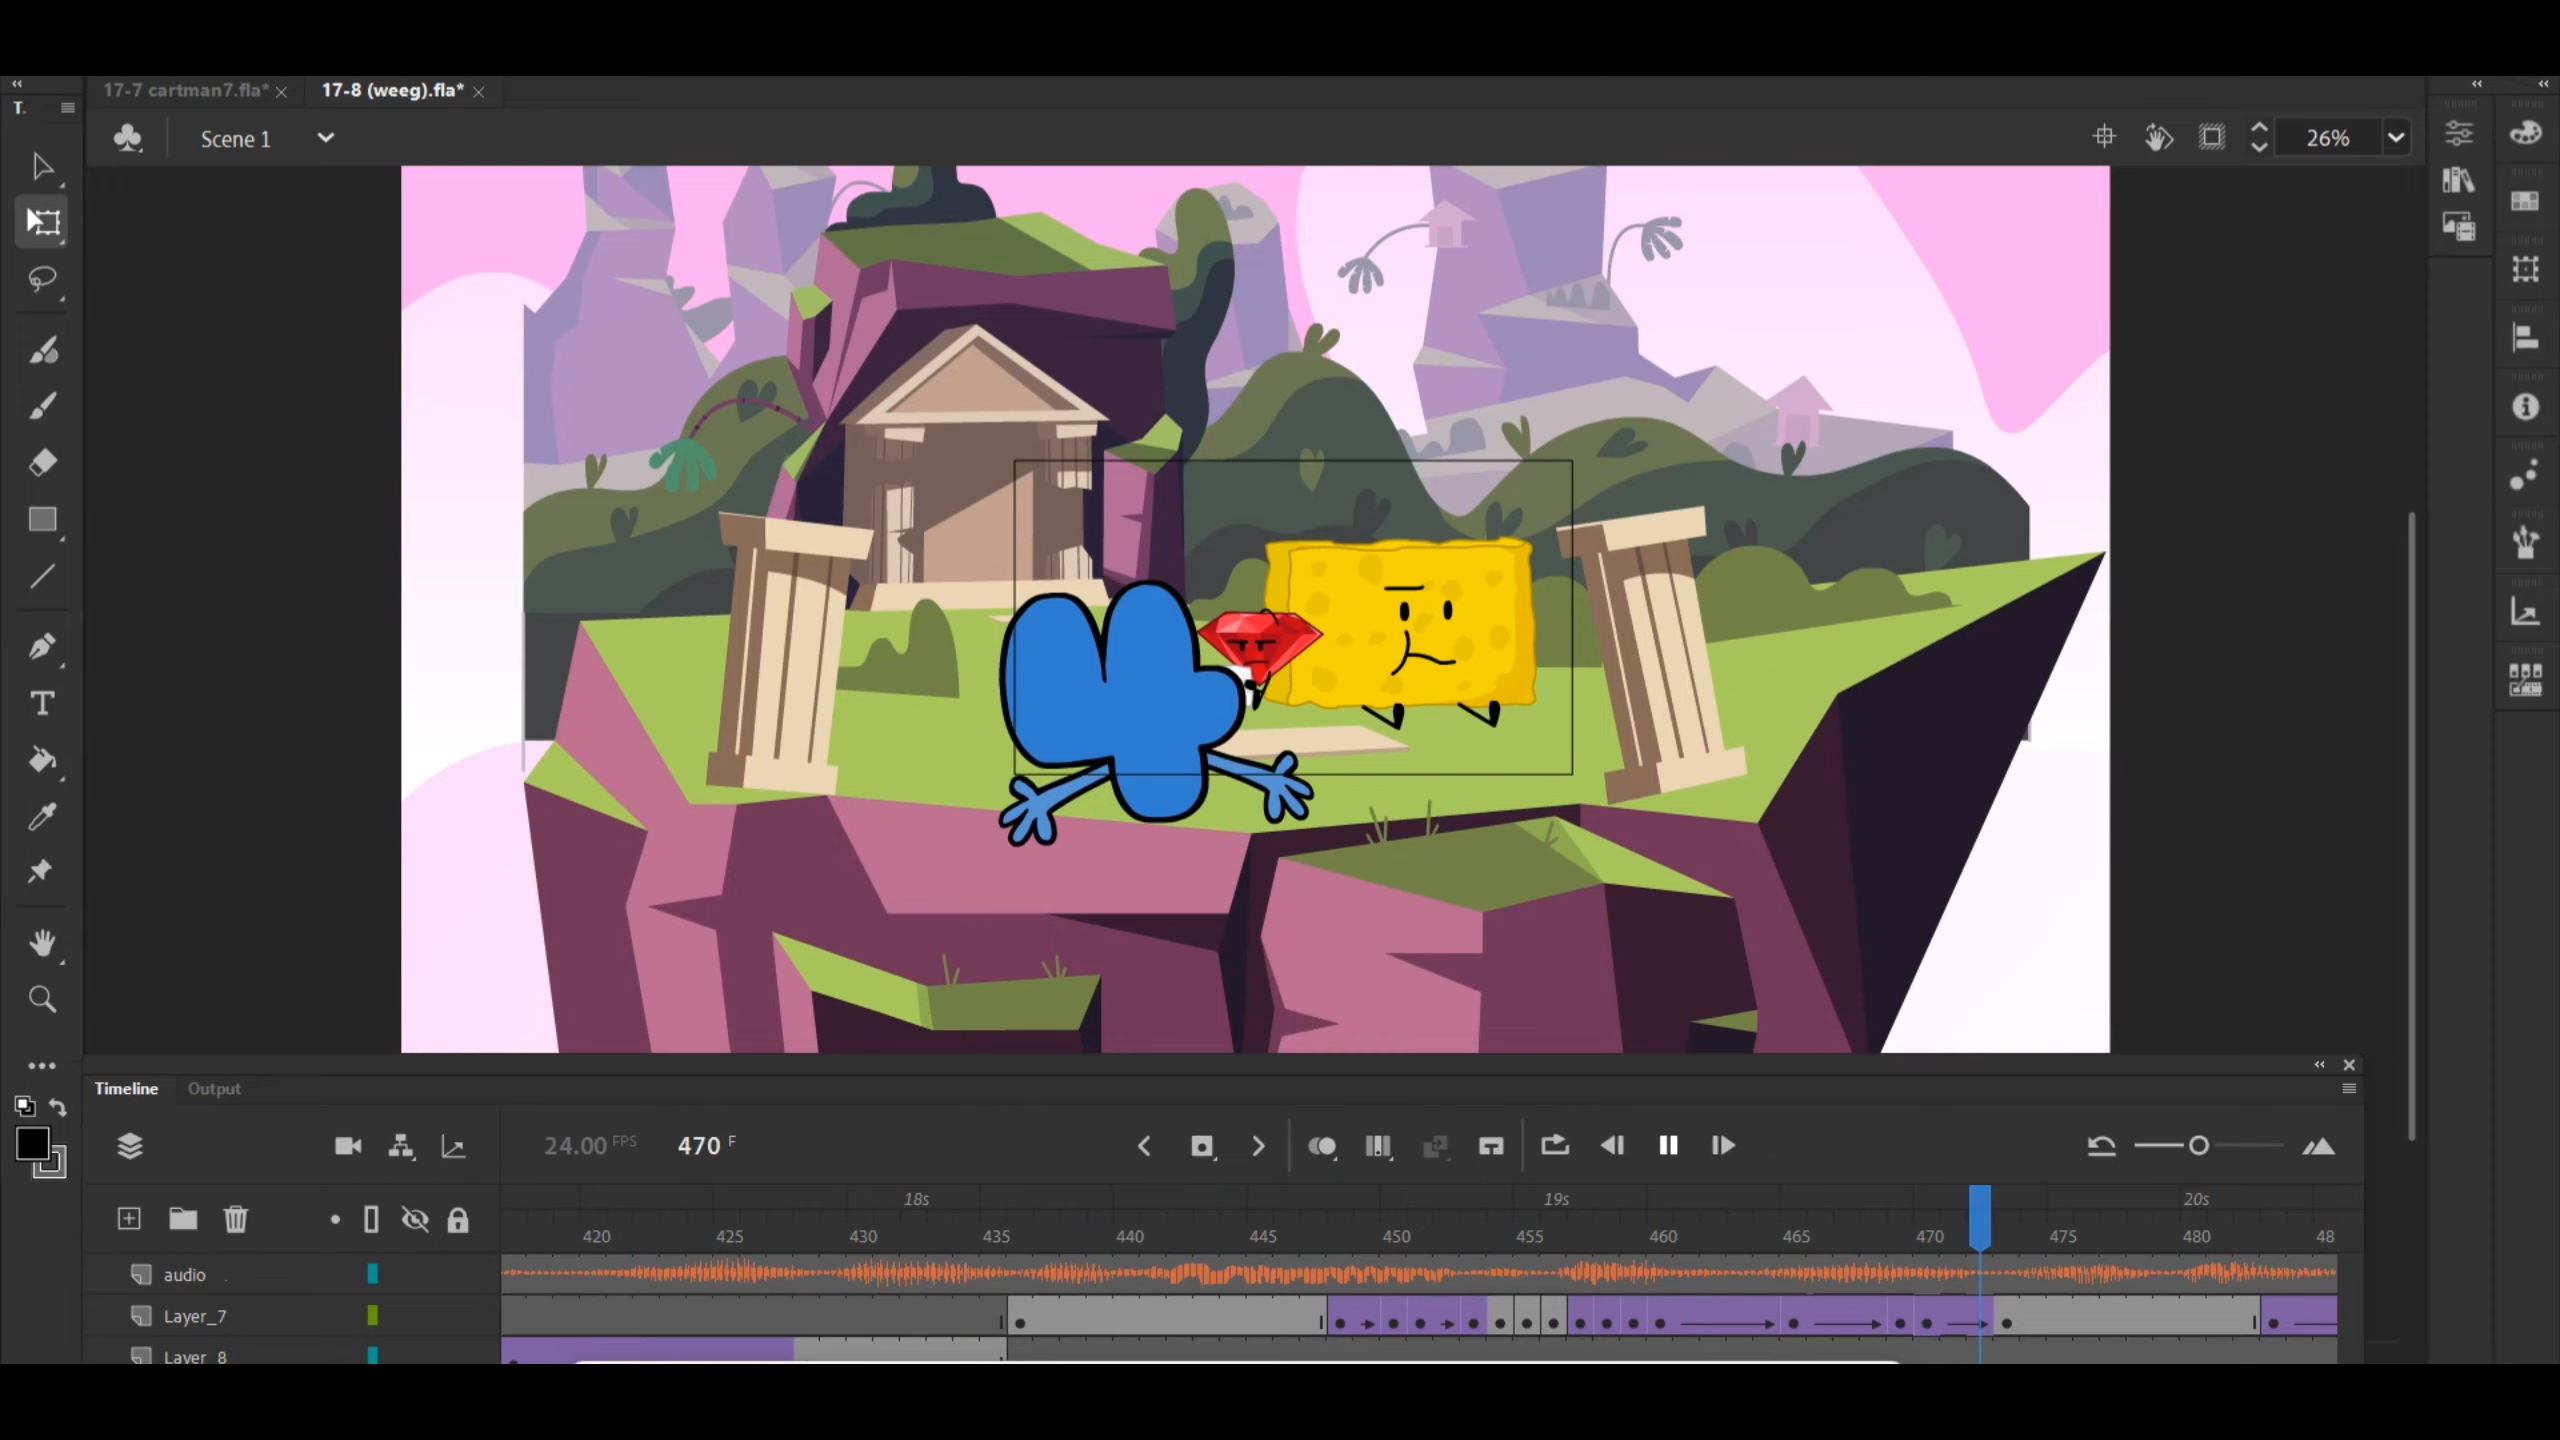 17-7 cartman7.fla*
17-8 (weeg).fla*
T.
Scene 1
26%
Timeline
Output
24.00 FPS
470 F
18s
19s
20s
420
425
430
435
440
445
450
455
460
465
470
475
480
48
audio
Layer_7
Layer_8